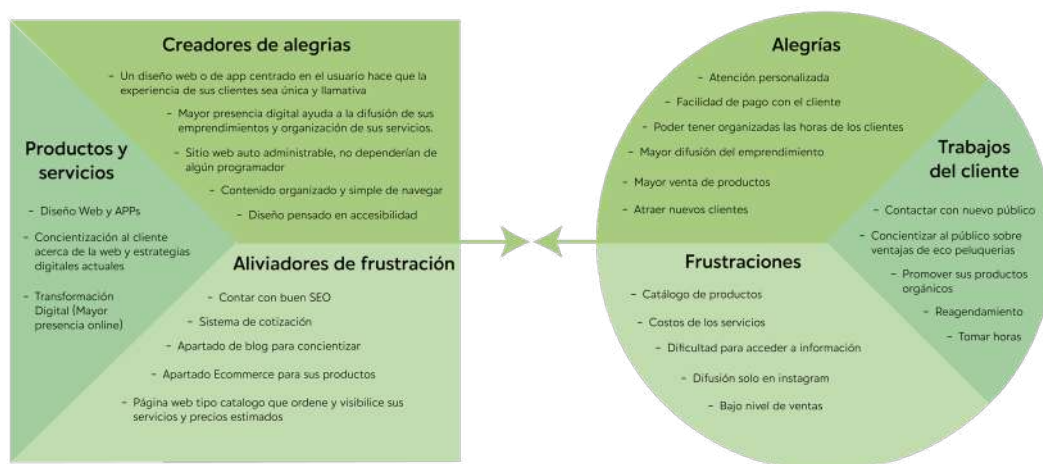 Creadores de alegrias
- Un diseño web o de app centrado en el usuario hace que la
experiencia de sus clientes sea única y llamativa
- Mayor presencia digital ayuda a la difusión de sus
emprendimientos y organización de sus servicios.
- Sitio web auto administrable, no dependerían de
algún programador
- Contenido organizado y simple de navegar
- Diseño pensado en accesibilidad
Productos y
servicios
- Diseño Web y APPs
- Concientización al cliente
acerca de la web y estrategias
digitales actuales
- Transformación
Digital (Mayor
presencia online)
Aliviadores de frustración
- Contar con buen SEO
- Sistema de cotización
- Apartado de blog para concientizar
- Apartado Ecommerce para sus productos
- Página web tipo catalogo que ordene y visibilice sus
servicios y precios estimados
Alegrías
- Atención personalizada
- Facilidad de pago con el cliente
- Poder tener organizadas las horas de los clientes
- Mayor difusión del emprendimiento
- Mayor venta de productos
- Atraer nuevos clientes
Trabajos
del cliente
- Contactar con nuevo público
- Concientizar al público sobre
ventajas de eco peluquerias
- Promover sus productos
orgánicos
- Reagendamiento
- Tomar horas
Frustraciones
- Catálogo de productos
- Costos de los servicios
- Dificultad para acceder a información
- Difusión solo en instagram
- Bajo nivel de ventas